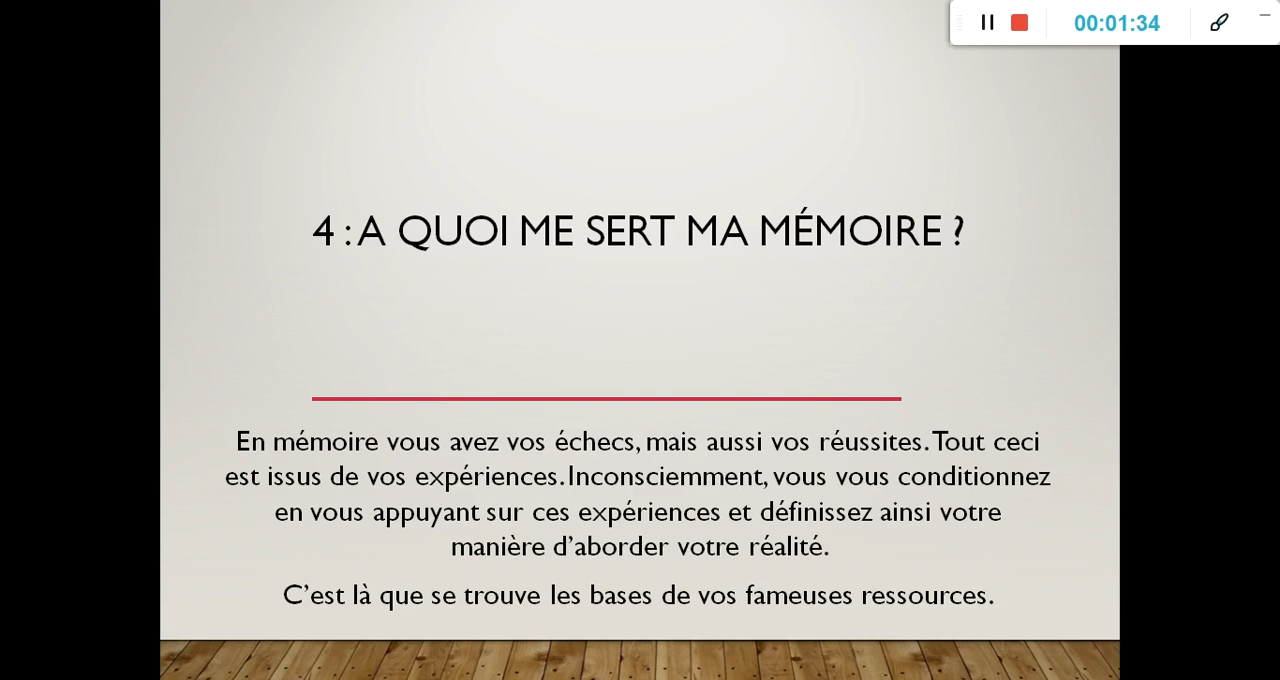 00:01:34
4 : A QUOI ME SERT MA MÉMOIRE ?
En mémoire vous avez vos échecs, mais aussi vos réussites. Tout ceci
est issus de vos expériences. Inconsciemment, vous vous conditionnez
en vous appuyant sur ces expériences et définissez ainsi votre
manière d’aborder votre réalité.
C’est là que se trouve les bases de vos fameuses ressources.